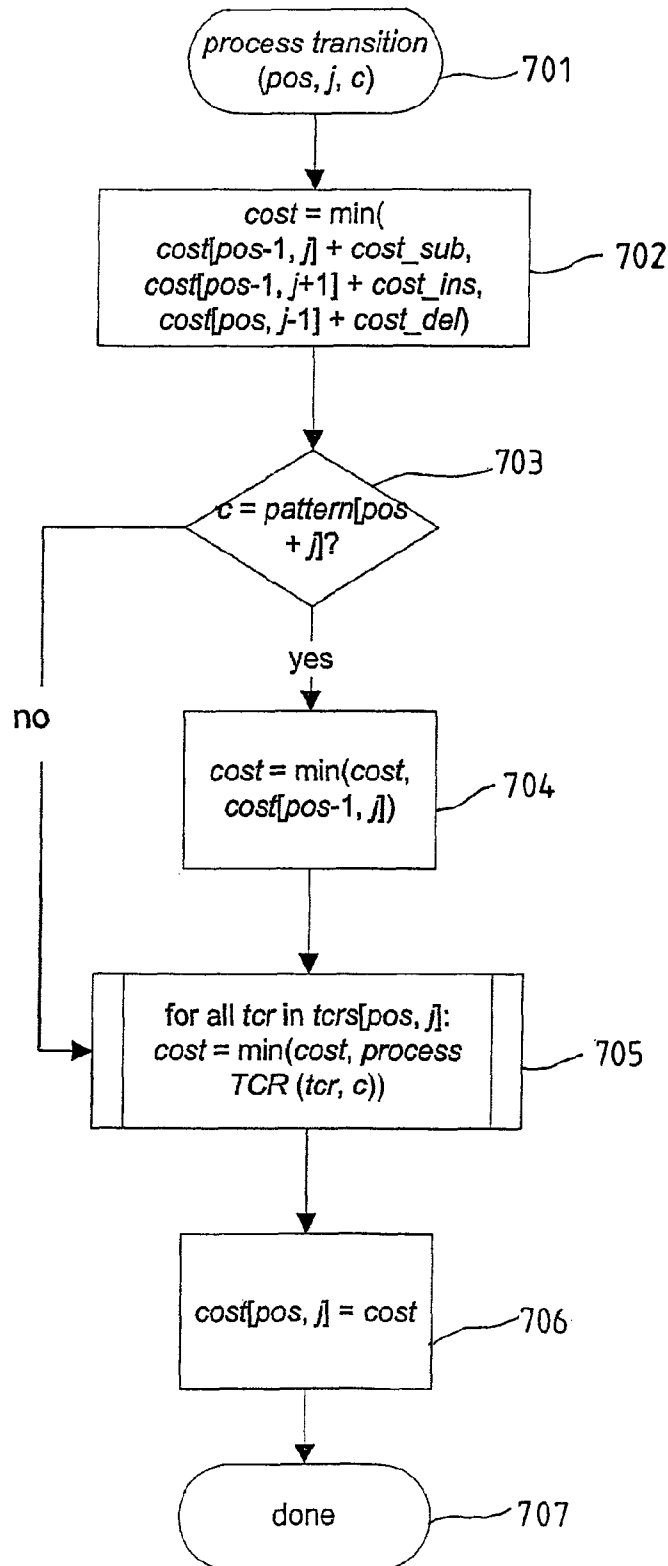 process transition
(pos, j, c)
701
cost = min(
cost[pos-1, j] + cost_sub,
cost[pos-1, j+1] + cost_ins,
cost[pos, j-1] + cost_del)
702
703
c = pattern[pos
+ j]?
yes
no
cost = min(cost,
cost[pos-1, j])
704
for all tcr in tcrs[pos, j]:
cost = min(cost, process
TCR (tcr, c))
705
cost[pos, j] = cost
706
done
707